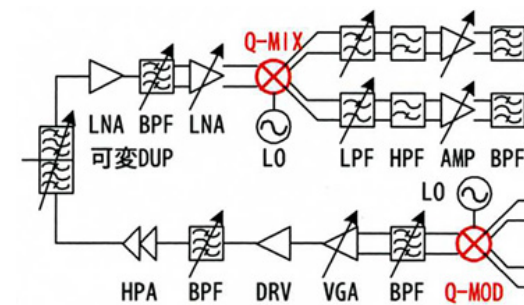 Q-MIX
LNA BPF LNA
可変DUP
LO
LPF HPF AMP BPF
LO
HPA BPF DRV VGA BPF Q-MOD